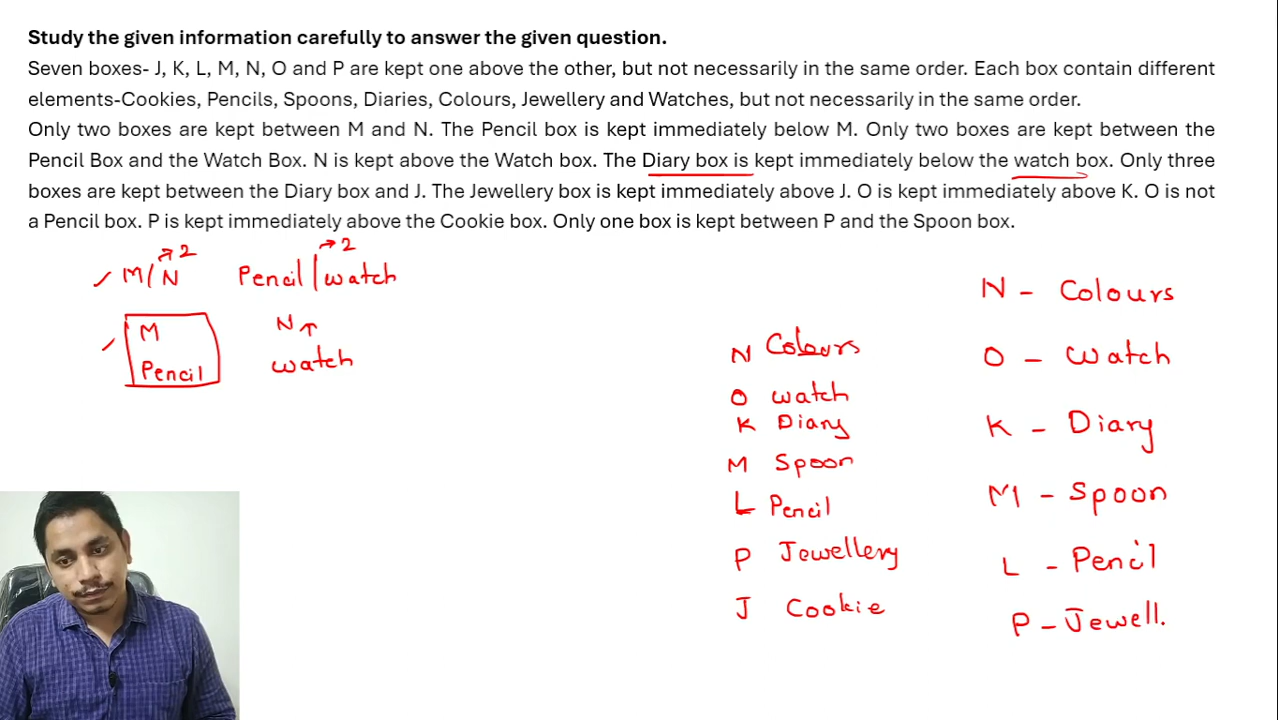 Study the given information carefully to answer the given question.
Seven boxes- J, K, L, M, N, O and P are kept one above the other, but not necessarily in the same order. Each box contain different
elements-Cookies, Pencils, Spoons, Diaries, Colours, Jewellery and Watches, but not necessarily in the same order.
Only two boxes are kept between M and N. The Pencil box is kept immediately below M. Only two boxes are kept between the
Pencil Box and the Watch Box. N is kept above the Watch box. The Diary box is kept immediately below the watch box. Only three
boxes are kept between the Diary box and J. The Jewellery box is kept immediately above J. O is kept immediately above K. O is not
a Pencil box. P is kept immediately above the Cookie box. Only one box is kept between P and the Spoon box.
✓ M/N → 2
Pencil/watch → 2
✓ M
Pencil
N ↑
watch
N Colours
O watch
K Diary
M Spoon
L Pencil
P Jewellery
J Cookie
N - Colours
O - watch
K - Diary
M - Spoon
L - Pencil
P - Jewell.